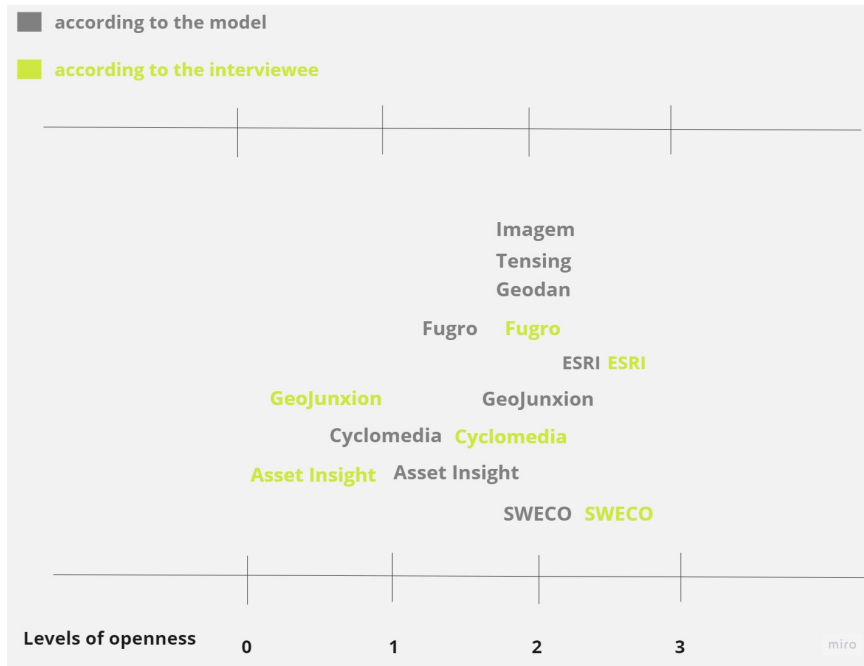 according to the model
according to the interviewee
Imagem
Tensing
Geodan
Fugro Fugro
ESRI ESRI
GeoJunxion GeoJunxion
Cyclomedia Cyclomedia
Asset Insight Asset Insight
SWECO SWECO
Levels of openness 0 1 2 3
miro